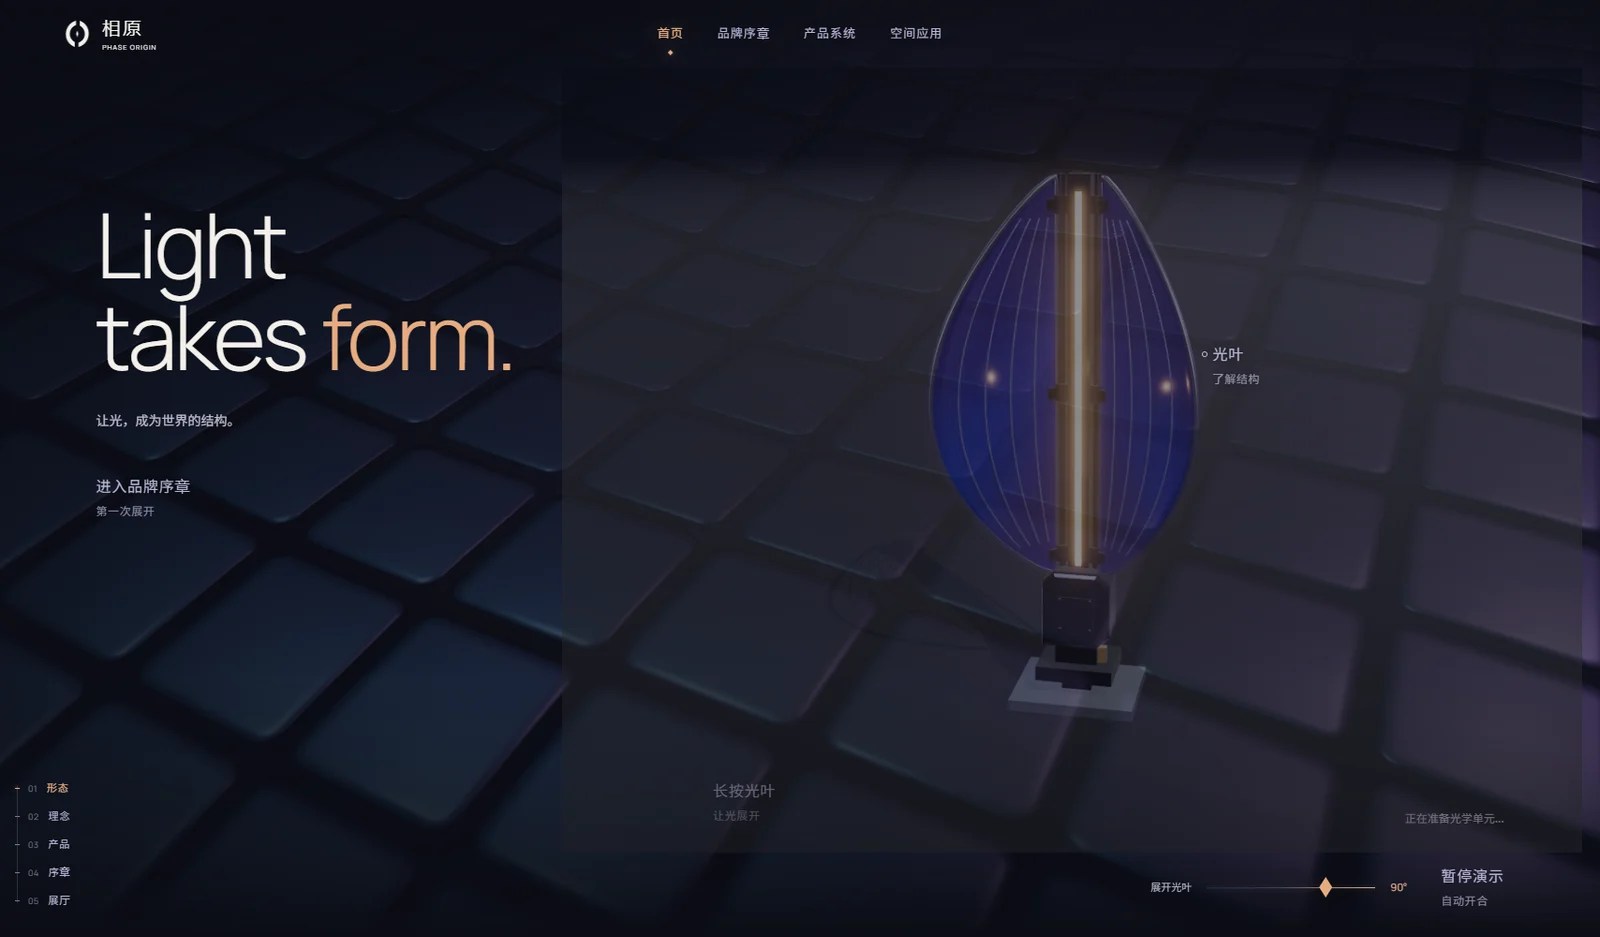 相原
PHASE ORIGIN
首页
品牌序章
产品系统
空间应用
Light
takes form.
让光，成为世界的结构。
进入品牌序章
第一次展开
光叶
了解结构
长按光叶
让光展开
正在准备光学单元...
01 形态
02 理念
03 产品
04 序章
05 展厅
展开光叶
90°
暂停演示
自动开合